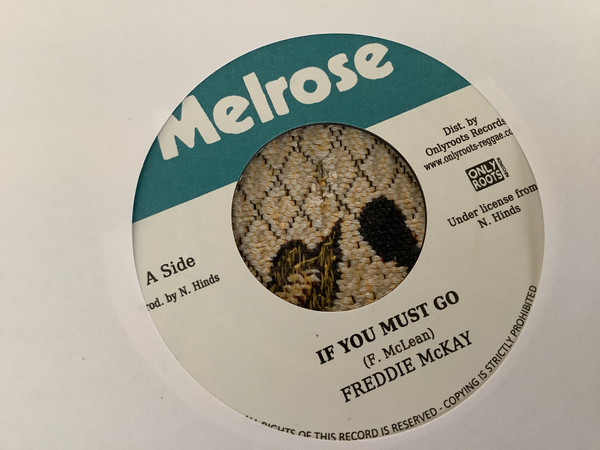 Melrose
Dist. by
Onlyroots Records
www.onlyroots-reggae.co
ONLY
ROOTS
Under license from
N. Hinds
A Side
rod. by N. Hinds
IF YOU MUST GO
(F. McLean)
FREDDIE McKAY
ALL RIGHTS OF THIS RECORD IS RESERVED - COPYING IS STRICTLY PROHIBITED